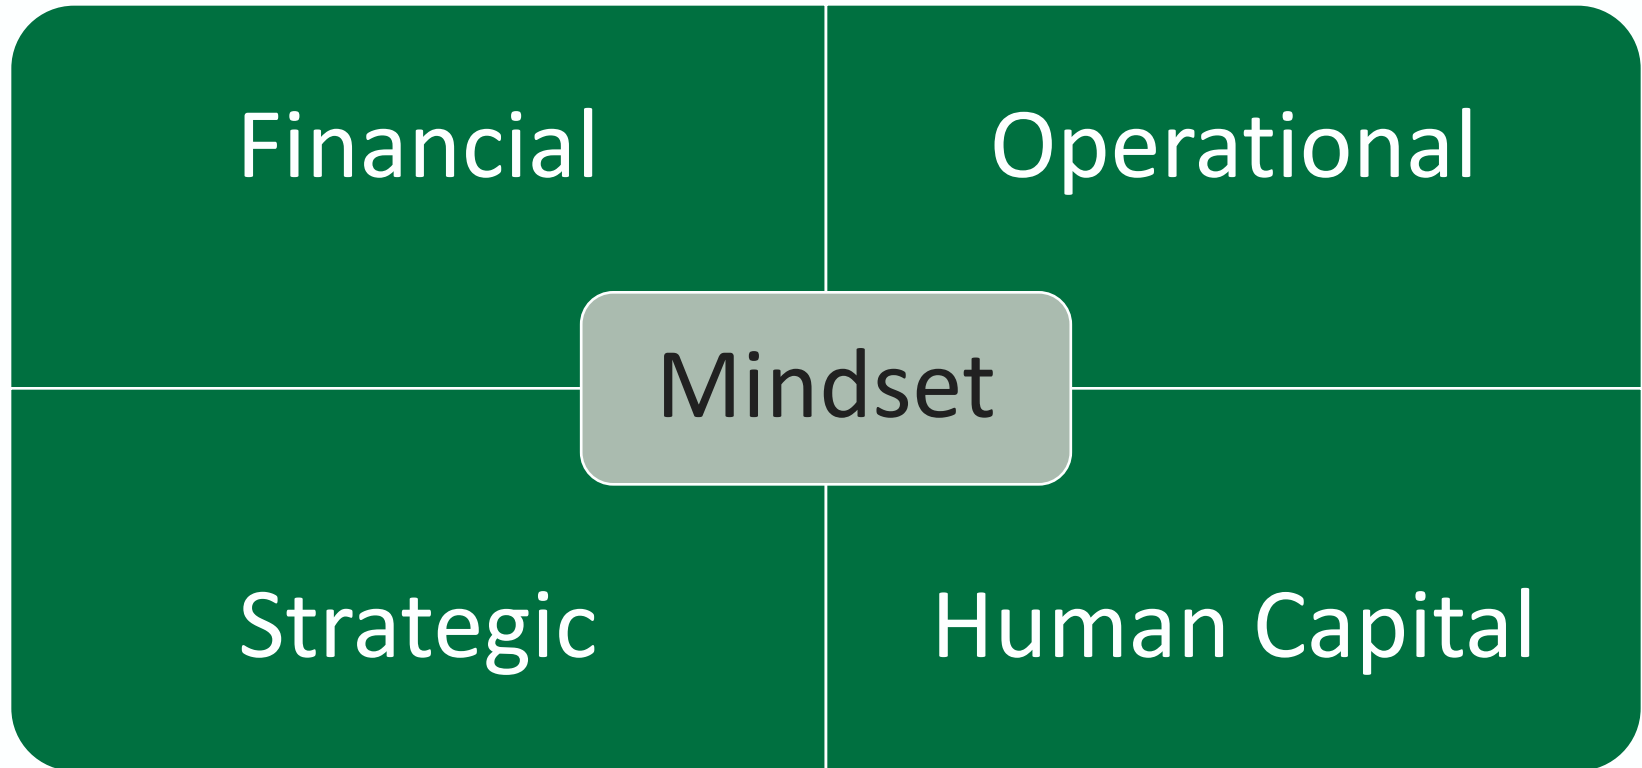 Financial
Operational
Mindset
Strategic
Human Capital